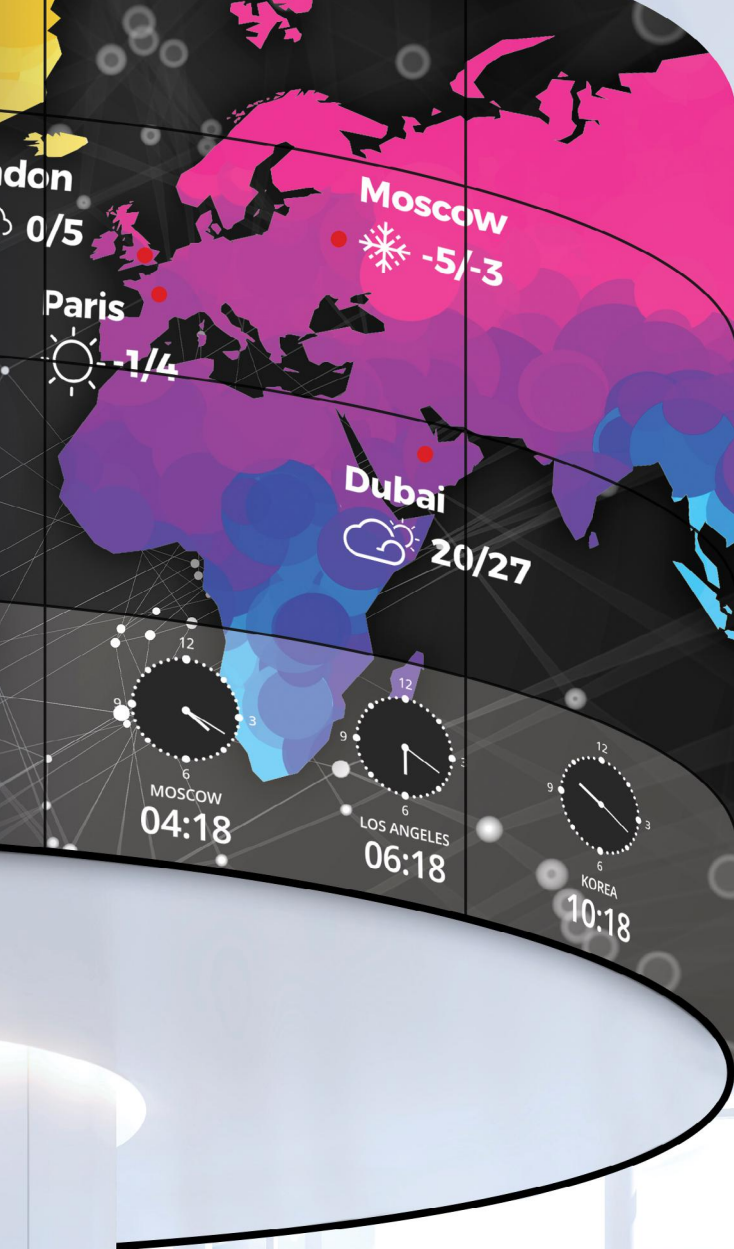 ndon
0/5
Moscow
-5/-3
Paris
-1/4
Dubai
20/27
12
9
3
6
MOSCOW
04:18
12
9
3
6
LOS ANGELES
06:18
12
9
3
6
KOREA
10:18